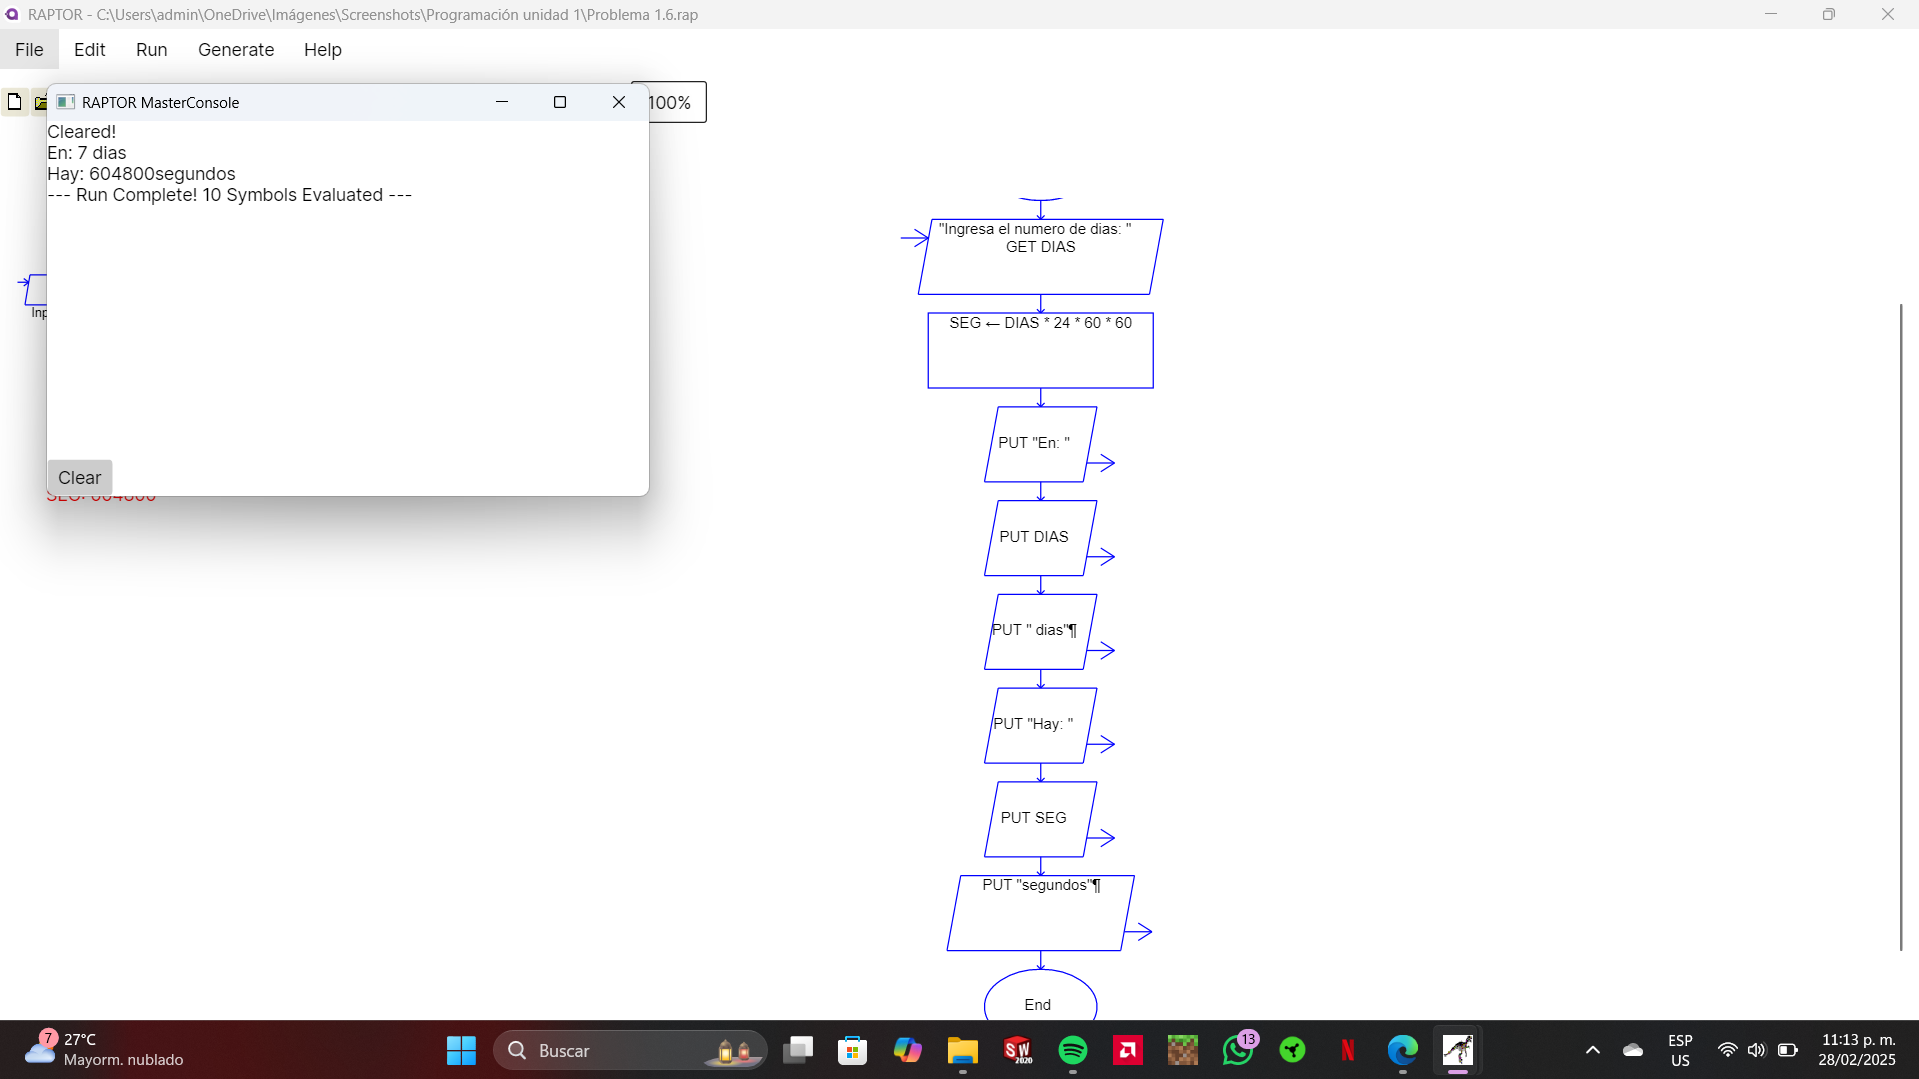 RAPTOR - C:\Users\admin\OneDrive\Imágenes\Screenshots\Programación unidad 1\Problema 1.6.rap
File Edit Run Generate Help
RAPTOR MasterConsole
100%
Cleared!
En: 7 dias
Hay: 604800segundos
--- Run Complete! 10 Symbols Evaluated ---
Clear
SEG: 604800
Inp
"Ingresa el numero de dias: "
GET DIAS
SEG ← DIAS * 24 * 60 * 60
PUT "En: "
PUT DIAS
PUT " dias"¶
PUT "Hay: "
PUT SEG
PUT "segundos"¶
End
7
27°C
Mayorm. nublado
Buscar
SW
2020
13
N
ESP
US
11:13 p. m.
28/02/2025